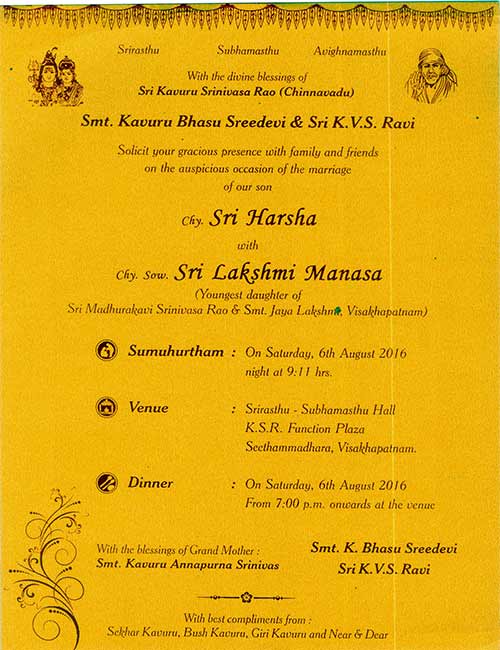 Srirasthu Subhamasthu Avighnamasthu
With the divine blessings of
Sri Kavuru Srinivasa Rao (Chinnavadu)
Smt. Kavuru Bhasu Sreedevi & Sri K.V.S. Ravi
Solicit your gracious presence with family and friends
on the auspicious occasion of the marriage
of our son
Chy. Sri Harsha
with
Chy. Sow. Sri Lakshmi Manasa
(Youngest daughter of
Sri Madhurakavi Srinivasa Rao & Smt. Jaya Lakshmi, Visakhapatnam)
Sumuhurtham : On Saturday, 6th August 2016
night at 9:11 hrs.
Venue : Srirasthu - Subhamasthu Hall
K.S.R. Function Plaza
Seethammadhara, Visakhapatnam.
Dinner : On Saturday, 6th August 2016
From 7:00 p.m. onwards at the venue
With the blessings of Grand Mother :
Smt. Kavuru Annapurna Srinivas
Smt. K. Bhasu Sreedevi
Sri K.V.S. Ravi
With best compliments from :
Sekhar Kavuru, Bush Kavuru, Giri Kavuru and Near & Dear